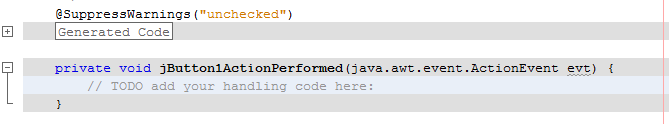 @SuppressWarnings("unchecked")
Generated Code
private void jButton1ActionPerformed(java.awt.event.ActionEvent evt) {
// TODO add your handling code here:
}